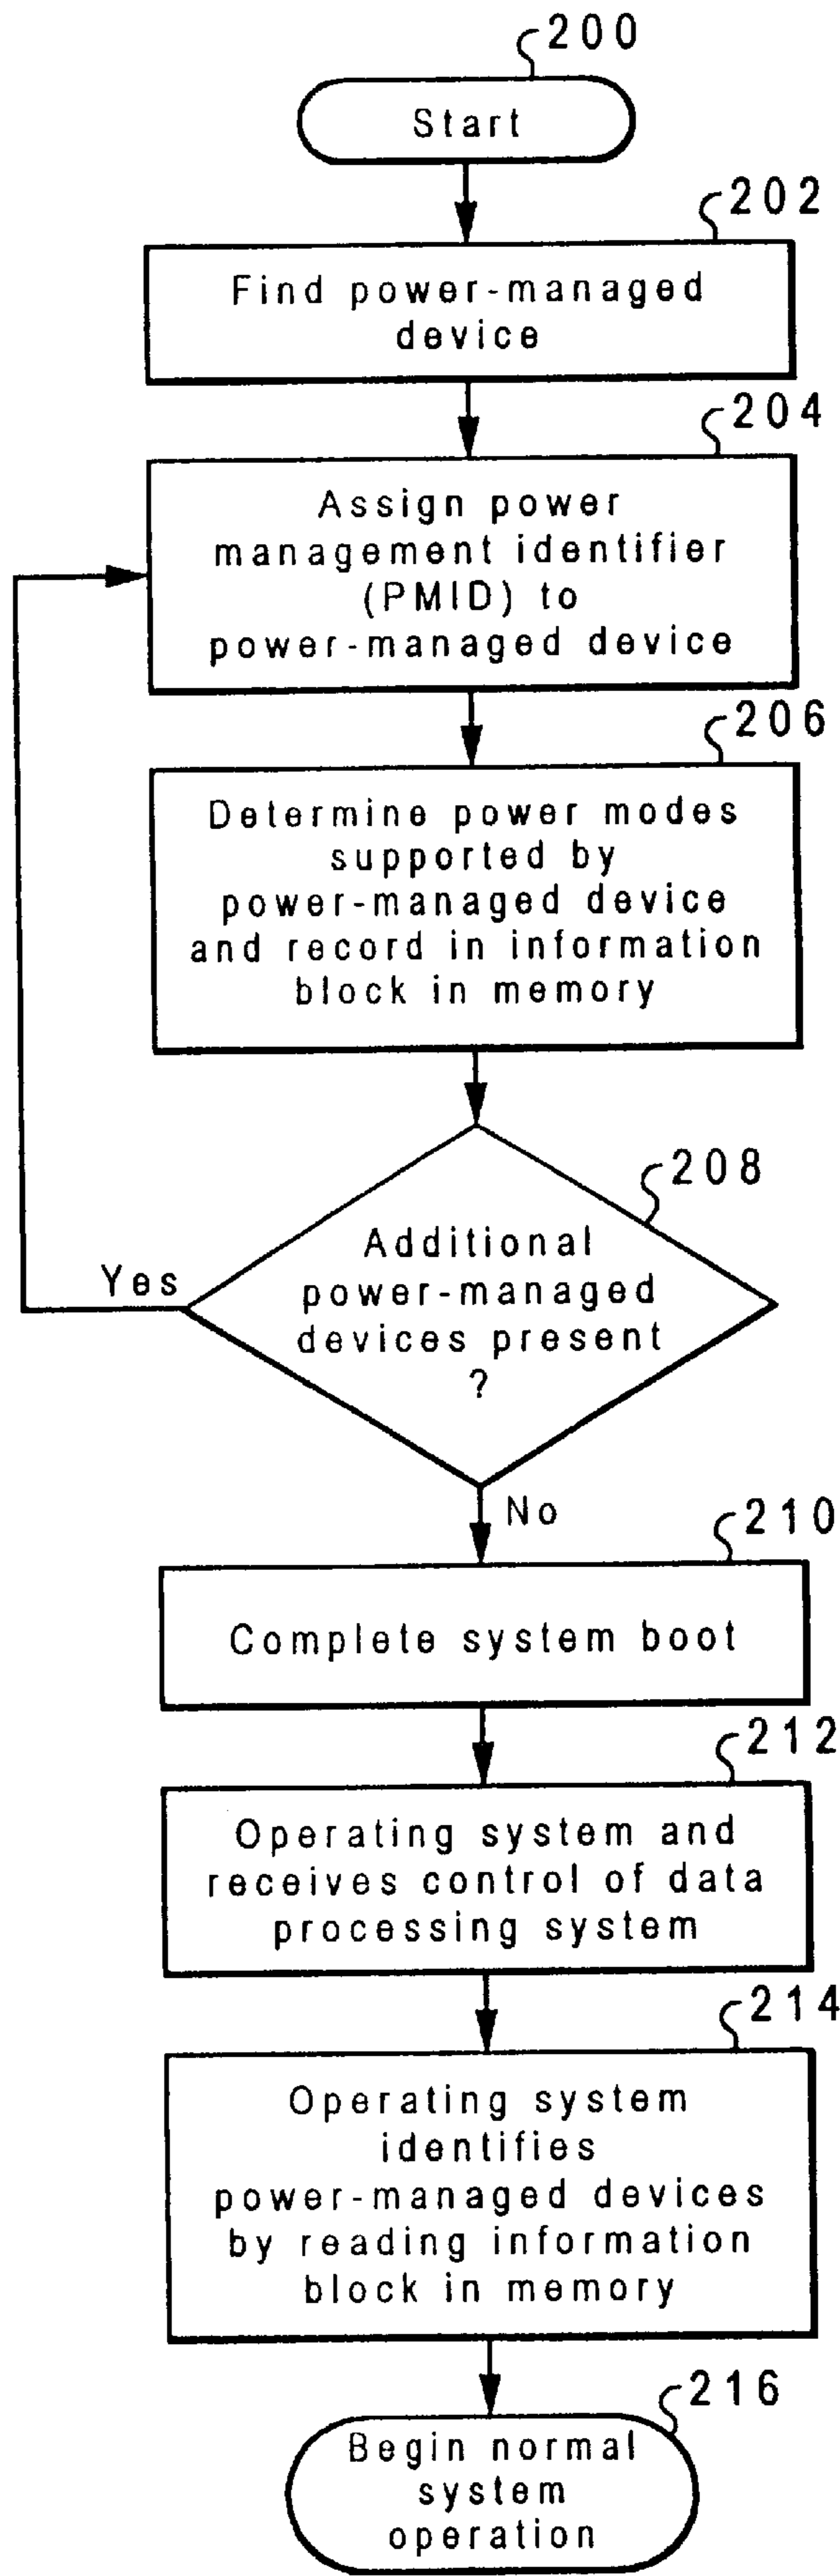 200
Start
202
Find power-managed
device
204
Assign power
management identifier
(PMID) to
power-managed device
206
Determine power modes
supported by
power-managed device
and record in information
block in memory
208
Additional
power-managed
devices present
?
Yes
No
210
Complete system boot
212
Operating system and
receives control of data
processing system
214
Operating system
identifies
power-managed devices
by reading information
block in memory
216
Begin normal
system
operation